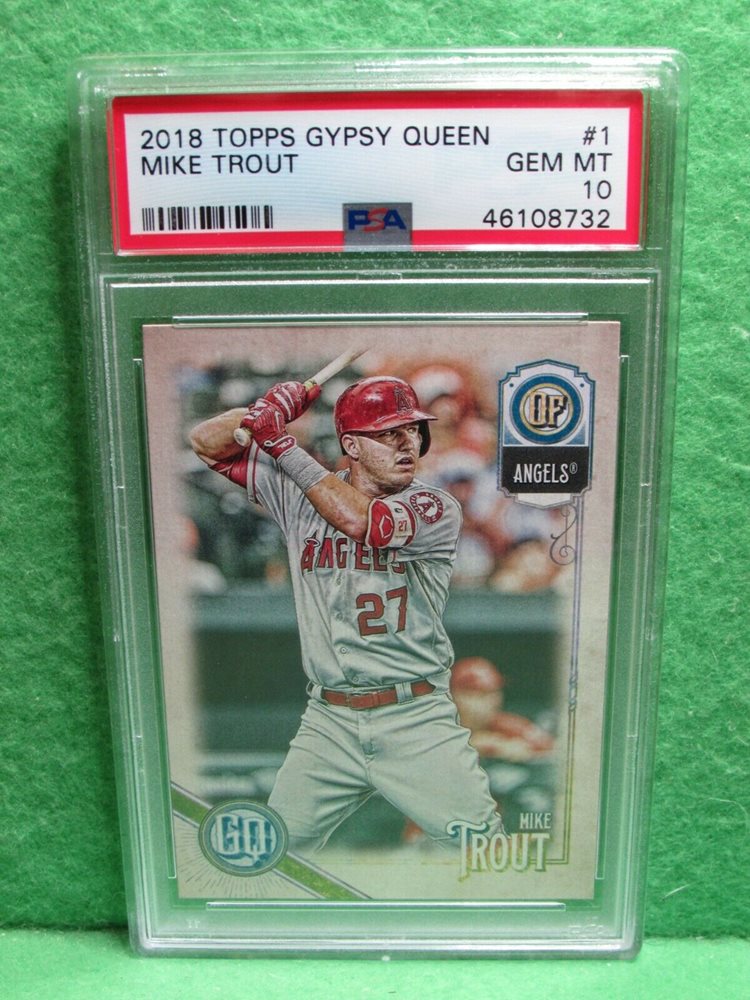 2018 TOPPS GYPSY QUEEN #1
MIKE TROUT GEM MT
10
PSA 46108732
OF
ANGELS®
A
27
ANGELS
27
GQ
MIKE
TROUT